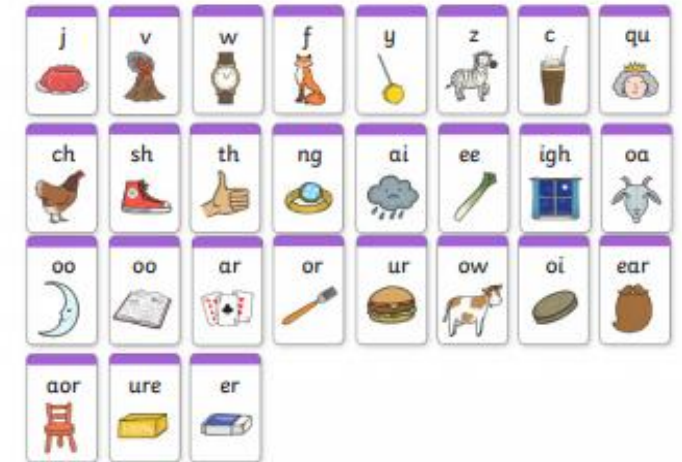 j v w f y z c qu
ch sh th ng ai ee igh oa
oo oo ar or ur ow oi ear
aor ure er